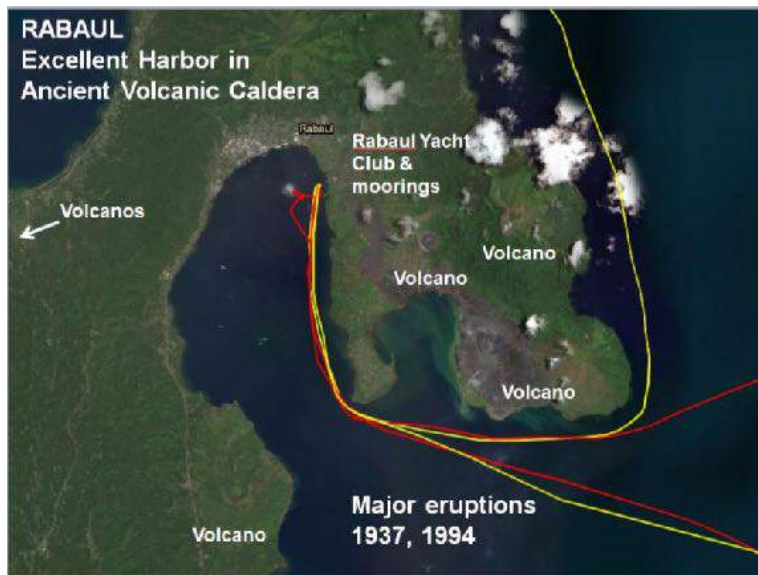 RABAUL
Excellent Harbor in
Ancient Volcanic Caldera
Rabaul
Rabaul Yacht
Club &
moorings
Volcanos
Volcano
Volcano
Volcano
Major eruptions
1937, 1994
Volcano